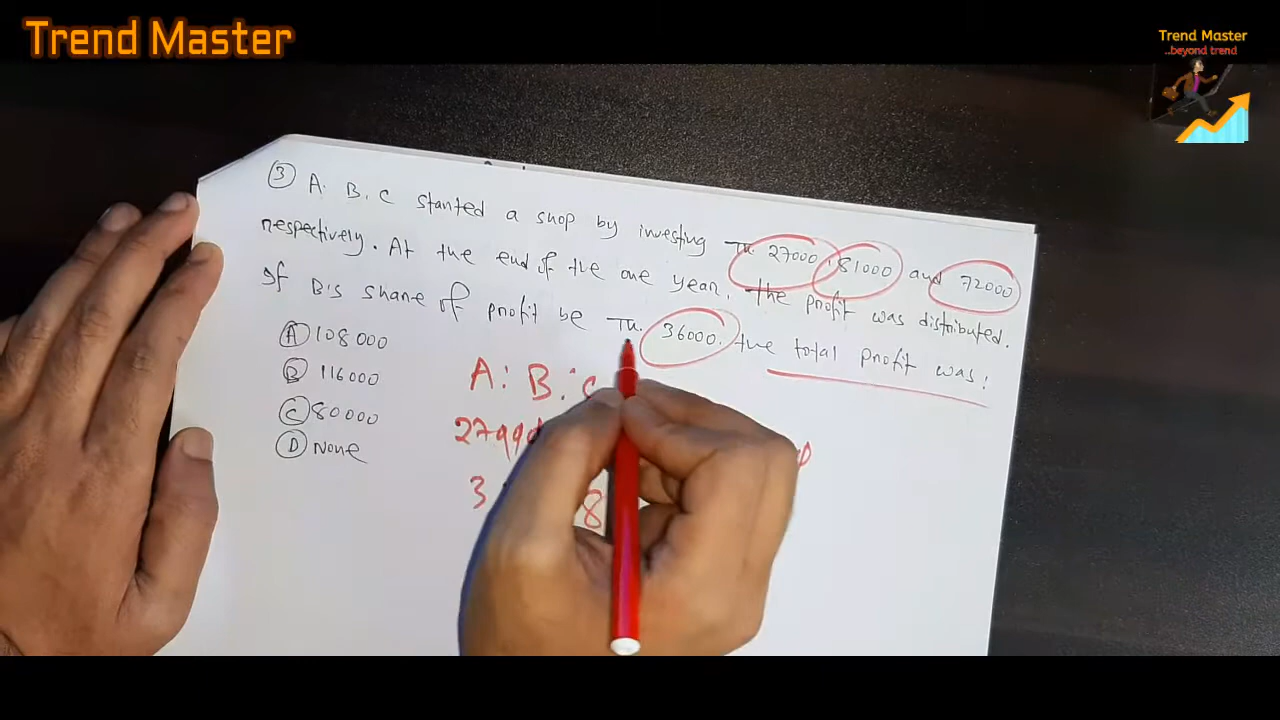 Trend Master
Trend Master
..beyond trend
③ A, B, C started a shop by investing Tk. 27000, 81000 and 72000
respectively. At the end of the one year, the profit was distributed.
If B's share of profit be Tk. 36000. the total profit was:
Ⓐ 108000
Ⓑ 116000
Ⓒ 80000
Ⓓ None
A : B : C
3 8